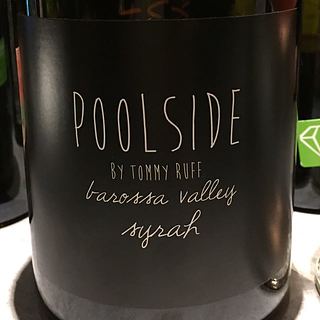 POOLSIDE
BY TOMMY RUFF
barossa valley
syrah